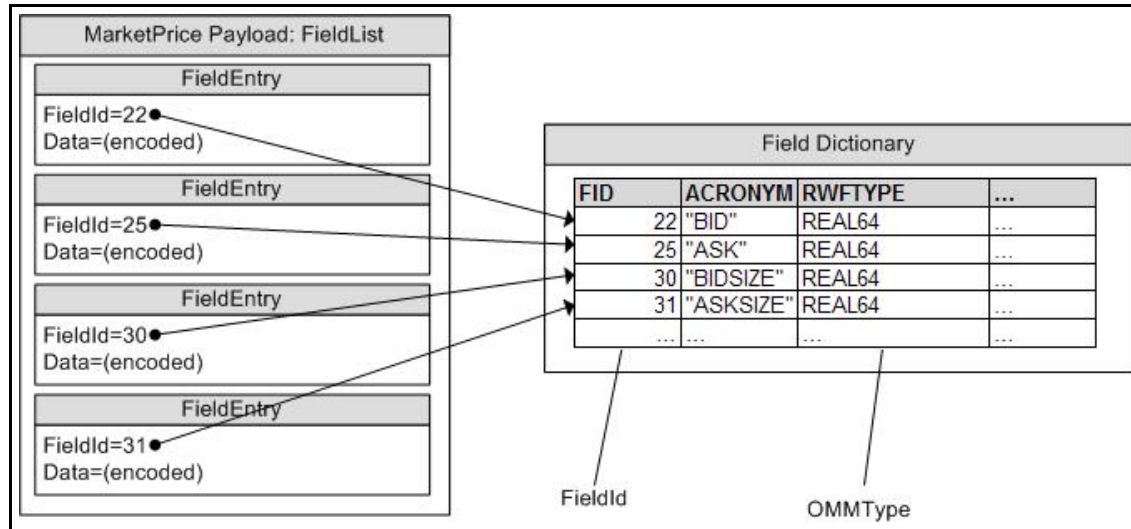 MarketPrice Payload: FieldList
FieldEntry
FieldId=22
Data=(encoded)
FieldEntry
FieldId=25
Data=(encoded)
FieldEntry
FieldId=30
Data=(encoded)
FieldEntry
FieldId=31
Data=(encoded)
Field Dictionary
FID ACRONYM RWFTYPE ...
22 "BID" REAL64 ...
25 "ASK" REAL64 ...
30 "BIDSIZE" REAL64 ...
31 "ASKSIZE" REAL64 ...
... ... ... ...
FieldId
OMMType